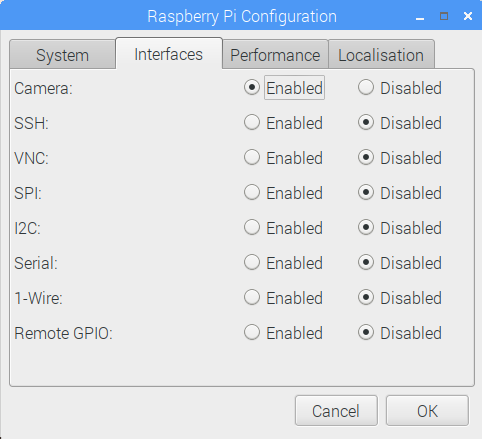 Raspberry Pi Configuration
System Interfaces Performance Localisation
Camera: Enabled Disabled
SSH: Enabled Disabled
VNC: Enabled Disabled
SPI: Enabled Disabled
I2C: Enabled Disabled
Serial: Enabled Disabled
1-Wire: Enabled Disabled
Remote GPIO: Enabled Disabled
Cancel OK